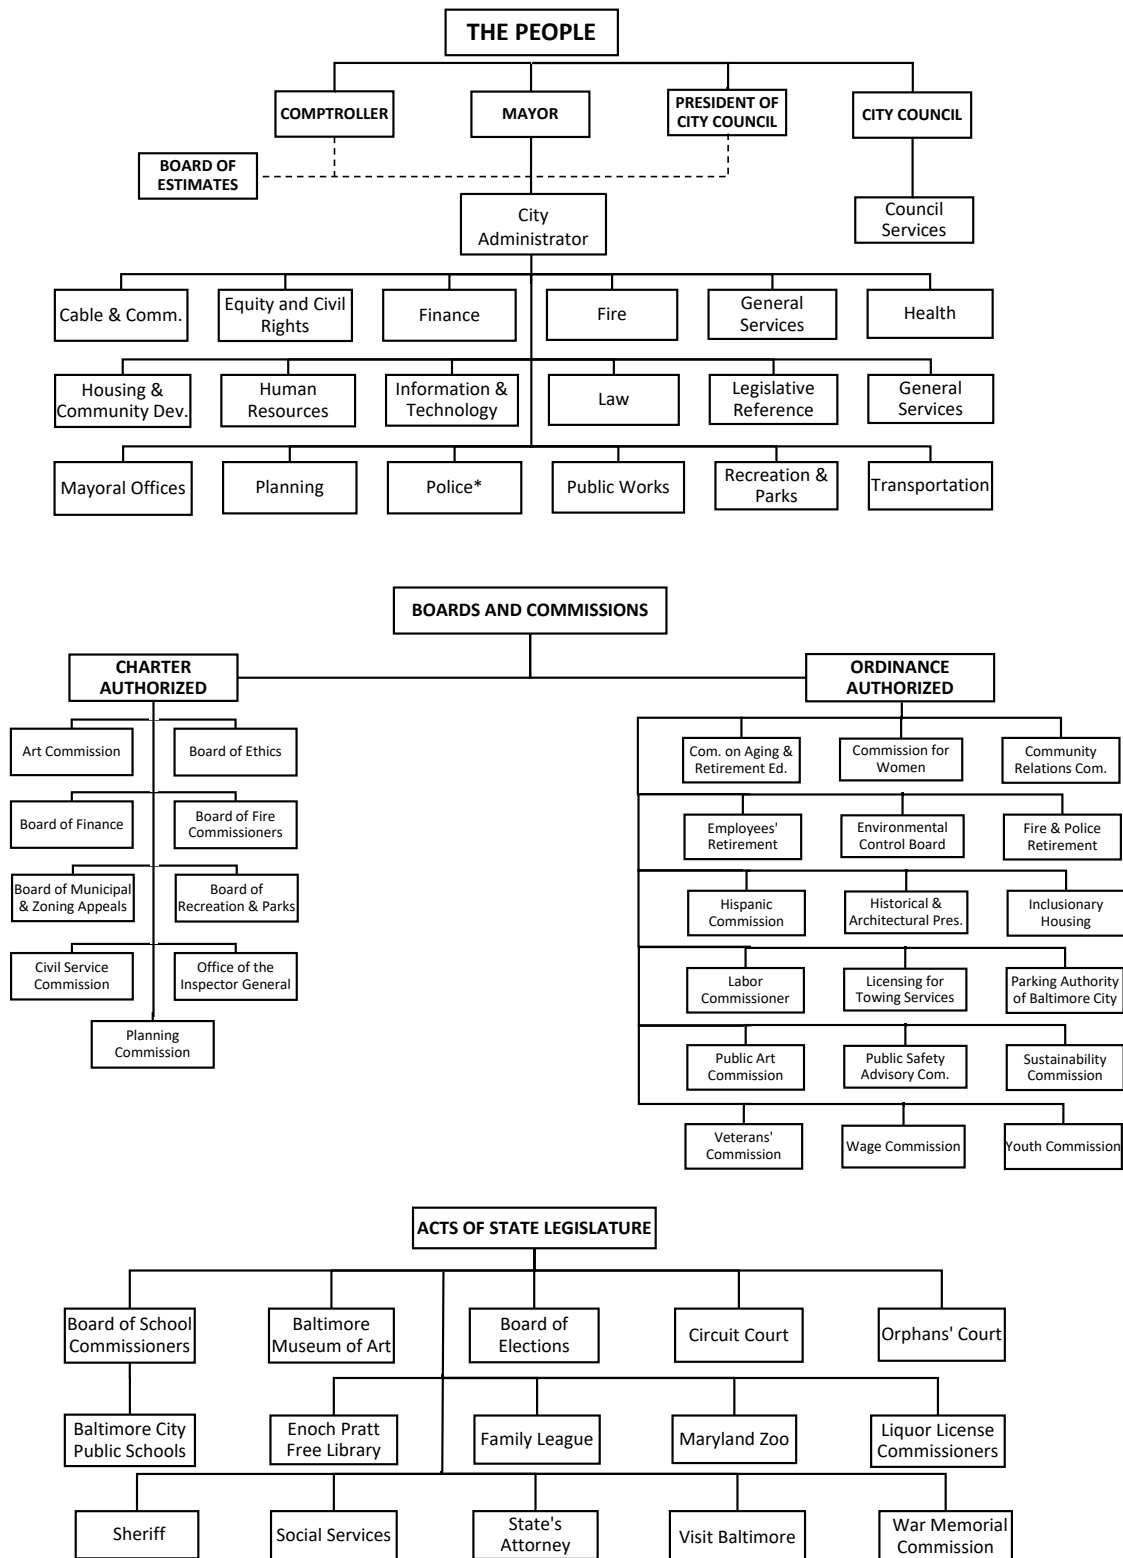 THE PEOPLE
COMPTROLLER
MAYOR
PRESIDENT OF
CITY COUNCIL
CITY COUNCIL
BOARD OF
ESTIMATES
City
Administrator
Council
Services
Cable & Comm.
Equity and Civil
Rights
Finance
Fire
General
Services
Health
Housing &
Community Dev.
Human
Resources
Information &
Technology
Law
Legislative
Reference
General
Services
Mayoral Offices
Planning
Police*
Public Works
Recreation &
Parks
Transportation
BOARDS AND COMMISSIONS
CHARTER
AUTHORIZED
Art Commission
Board of Ethics
Board of Finance
Board of Fire
Commissioners
Board of Municipal
& Zoning Appeals
Board of
Recreation & Parks
Civil Service
Commission
Office of the
Inspector General
Planning
Commission
ORDINANCE
AUTHORIZED
Com. on Aging &
Retirement Ed.
Commission for
Women
Community
Relations Com.
Employees'
Retirement
Environmental
Control Board
Fire & Police
Retirement
Hispanic
Commission
Historical &
Architectural Pres.
Inclusionary
Housing
Labor
Commissioner
Licensing for
Towing Services
Parking Authority
of Baltimore City
Public Art
Commission
Public Safety
Advisory Com.
Sustainability
Commission
Veterans'
Commission
Wage Commission
Youth Commission
ACTS OF STATE LEGISLATURE
Board of School
Commissioners
Baltimore
Museum of Art
Board of
Elections
Circuit Court
Orphans' Court
Baltimore City
Public Schools
Enoch Pratt
Free Library
Family League
Maryland Zoo
Liquor License
Commissioners
Sheriff
Social Services
State's
Attorney
Visit Baltimore
War Memorial
Commission